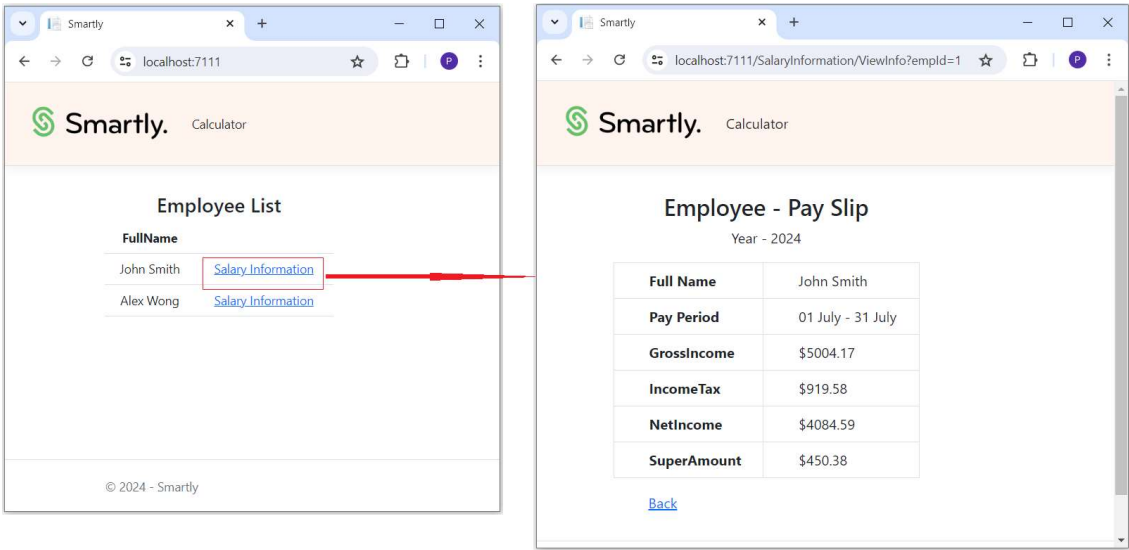 Smartly
localhost:7111
P
Smartly. Calculator
Employee List
FullName
John Smith Salary Information
Alex Wong Salary Information
© 2024 - Smartly
Smartly
localhost:7111/SalaryInformation/ViewInfo?empId=1
P
Smartly. Calculator
Employee - Pay Slip
Year - 2024
Full Name John Smith
Pay Period 01 July - 31 July
GrossIncome $5004.17
IncomeTax $919.58
NetIncome $4084.59
SuperAmount $450.38
Back